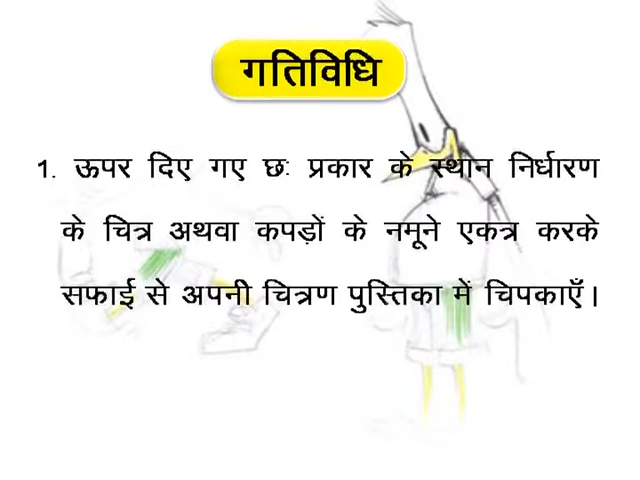 गतिविधि
1. ऊपर दिए गए छः प्रकार के स्थान निर्धारण
के चित्र अथवा कपड़ों के नमूने एकत्र करके
सफाई से अपनी चित्रण पुस्तिका में चिपकाएँ।